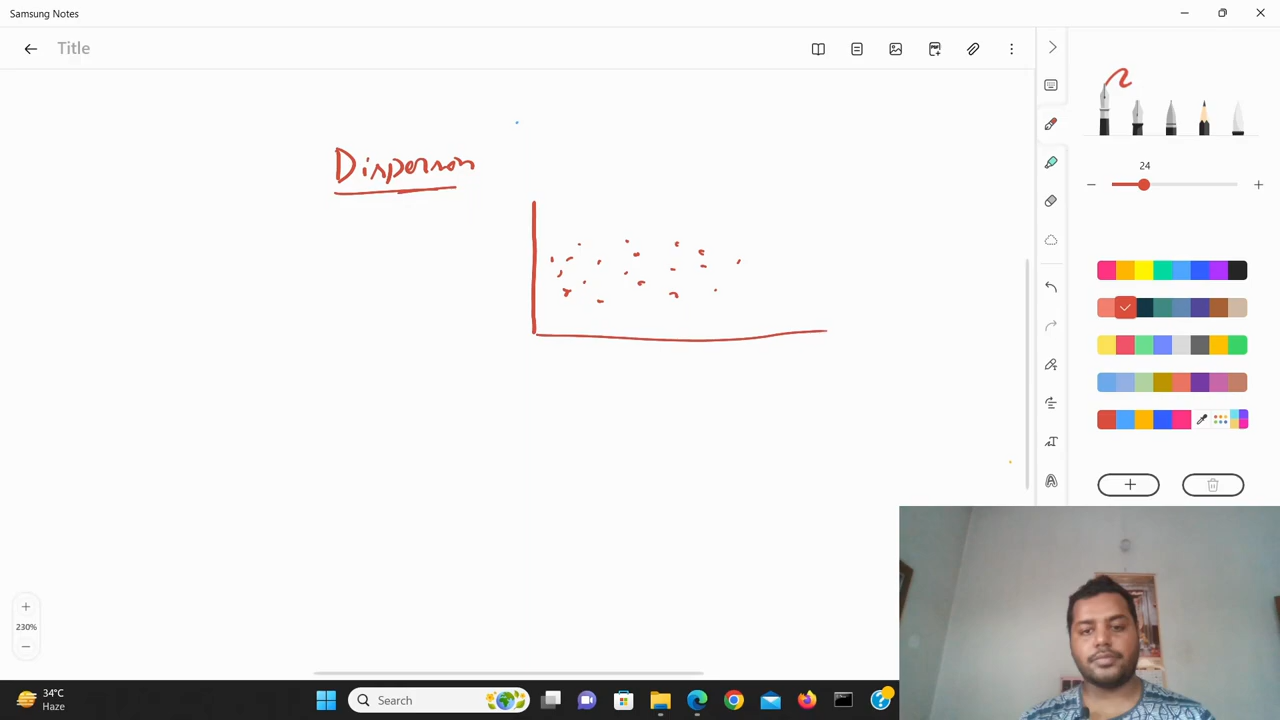 Samsung Notes
Title
24
Dispersion
230%
34°C
Haze
Search